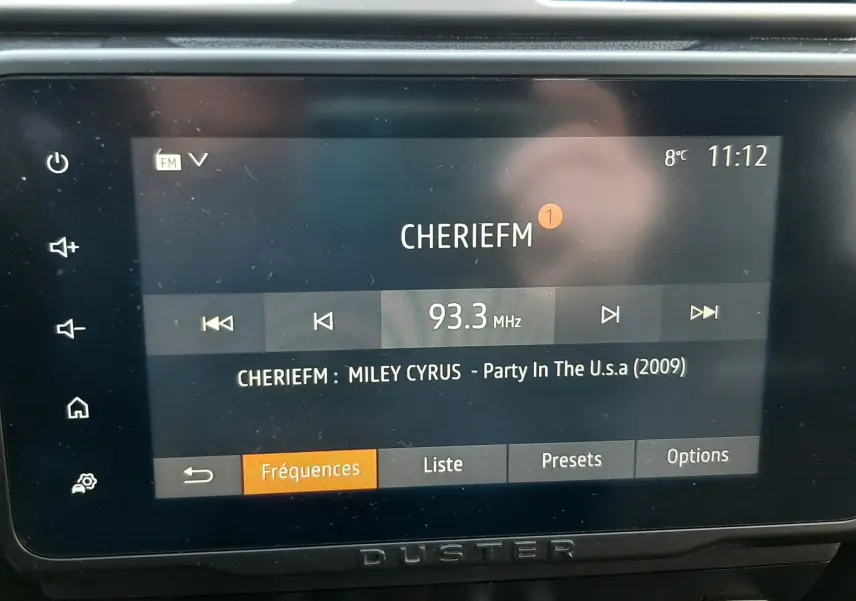 FM 8°C 11:12
CHERIEFM 1
93.3 MHz
CHERIEFM : MILEY CYRUS - Party In The U.s.a (2009)
Fréquences Liste Presets Options
DUSTER